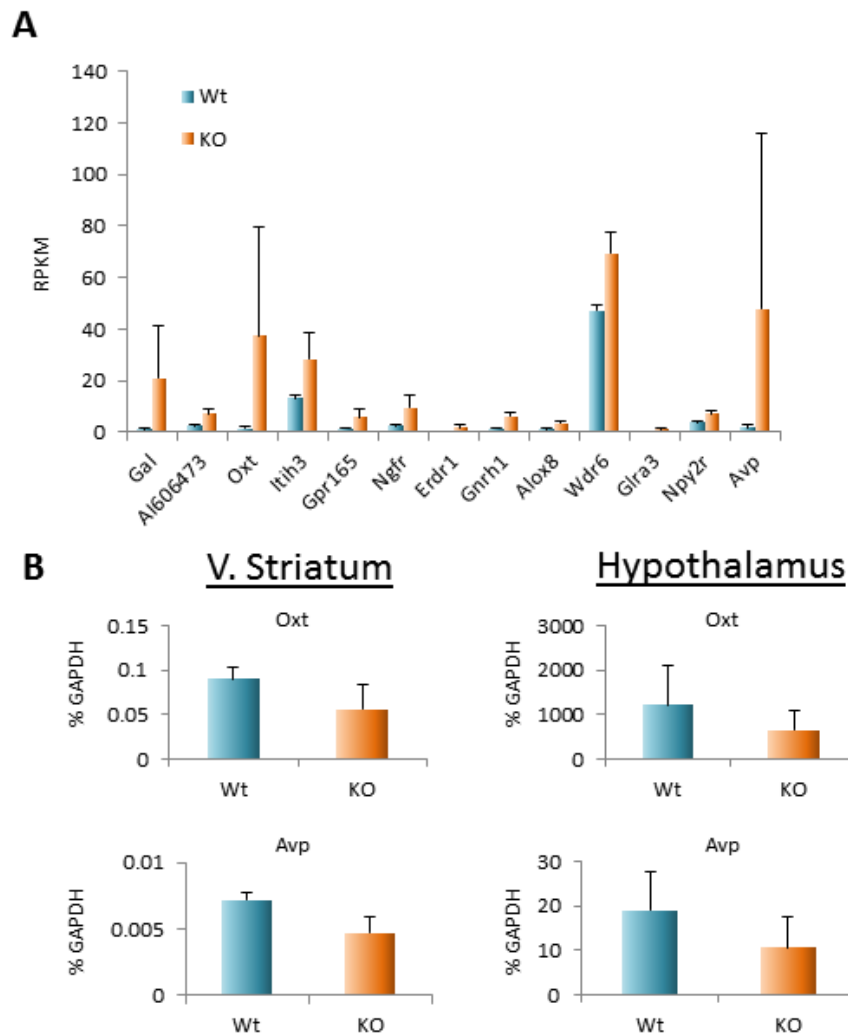 A
140
120
100
80
60
40
20
0
RPKM
Wt
KO
Gal
AI606473
Oxt
Itih3
Gpr165
Ngfr
Erdr1
Gnrh1
Alox8
Wdr6
Glra3
Npy2r
Avp
B
V. Striatum
Hypothalamus
Oxt
0.15
0.1
0.05
0
% GAPDH
Wt
KO
Oxt
3000
2000
1000
0
% GAPDH
Wt
KO
Avp
0.01
0.005
0
% GAPDH
Wt
KO
Avp
30
20
10
0
% GAPDH
Wt
KO